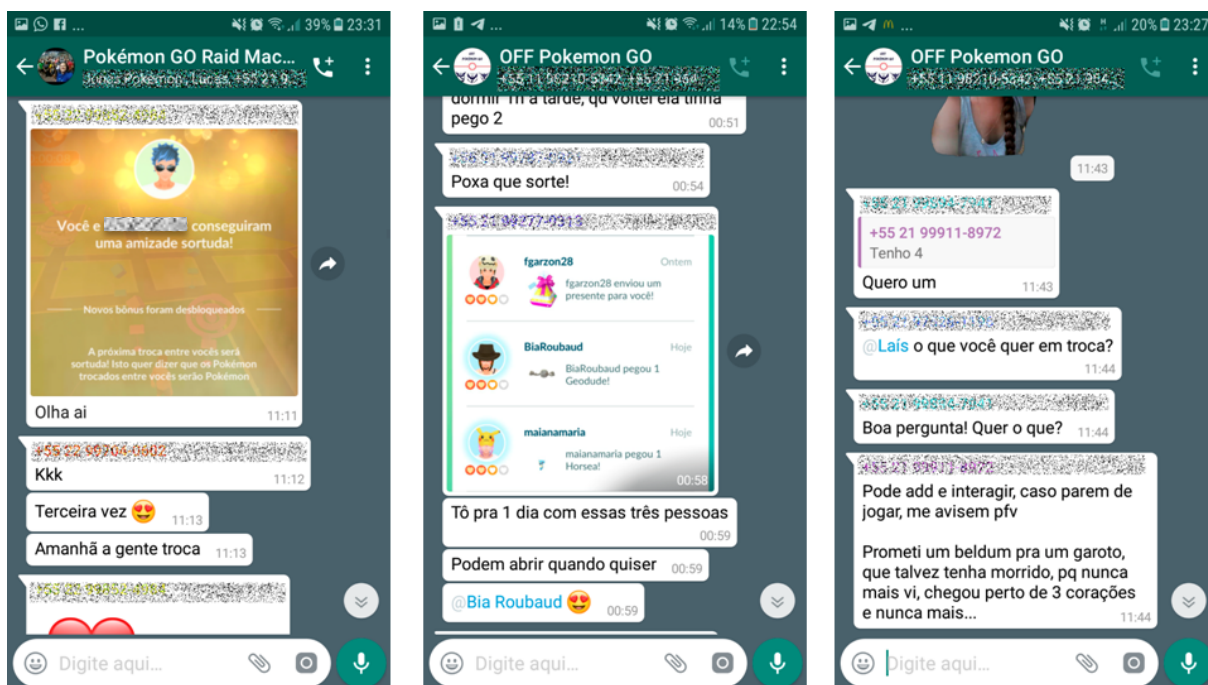 39% 23:31
Pokémon GO Raid Mac...
Você e conseguiram
uma amizade sortuda!
Novos bônus foram desbloqueados
A próxima troca entre vocês será
sortuda! Isto quer dizer que os Pokémon
trocados entre vocês serão Pokémon
Olha ai 11:11
Kkk 11:12
Terceira vez 😍 11:13
Amanhã a gente troca 11:13
Digite aqui...
14% 22:54
OFF Pokemon GO
dormir 1h a tarde, qd voltei ela tinha
pego 2 00:51
Poxa que sorte! 00:54
fgarzon28 Ontem
fgarzon28 enviou um
presente para você!
BiaRoubaud Hoje
BiaRoubaud pegou 1
Geodude!
maianamaria Hoje
maianamaria pegou 1
Horsea!
00:58
Tô pra 1 dia com essas três pessoas
00:59
Podem abrir quando quiser 00:59
@Bia Roubaud 😍 00:59
Digite aqui...
20% 23:27
OFF Pokemon GO
11:43
+55 21 99911-8972
Tenho 4
Quero um 11:43
@Laís o que você quer em troca?
11:44
Boa pergunta! Quer o que? 11:44
Pode add e interagir, caso parem de
jogar, me avisem pfv
Prometi um beldum pra um garoto,
que talvez tenha morrido, pq nunca
mais vi, chegou perto de 3 corações
e nunca mais... 11:44
Digite aqui...